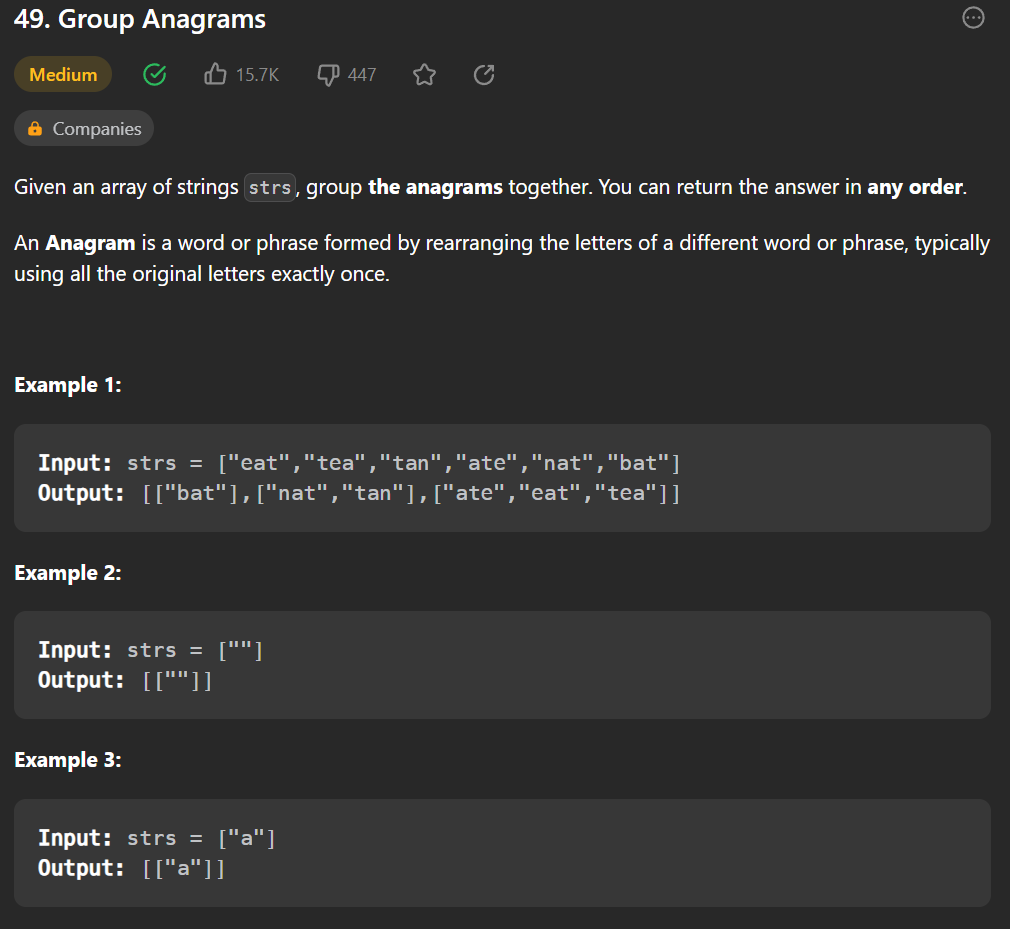 49. Group Anagrams
Medium 15.7K 447
Companies
Given an array of strings strs, group the anagrams together. You can return the answer in any order.
An Anagram is a word or phrase formed by rearranging the letters of a different word or phrase, typically
using all the original letters exactly once.
Example 1:
Input: strs = ["eat","tea","tan","ate","nat","bat"]
Output: [["bat"],["nat","tan"],["ate","eat","tea"]]
Example 2:
Input: strs = [""]
Output: [[""]]
Example 3:
Input: strs = ["a"]
Output: [["a"]]